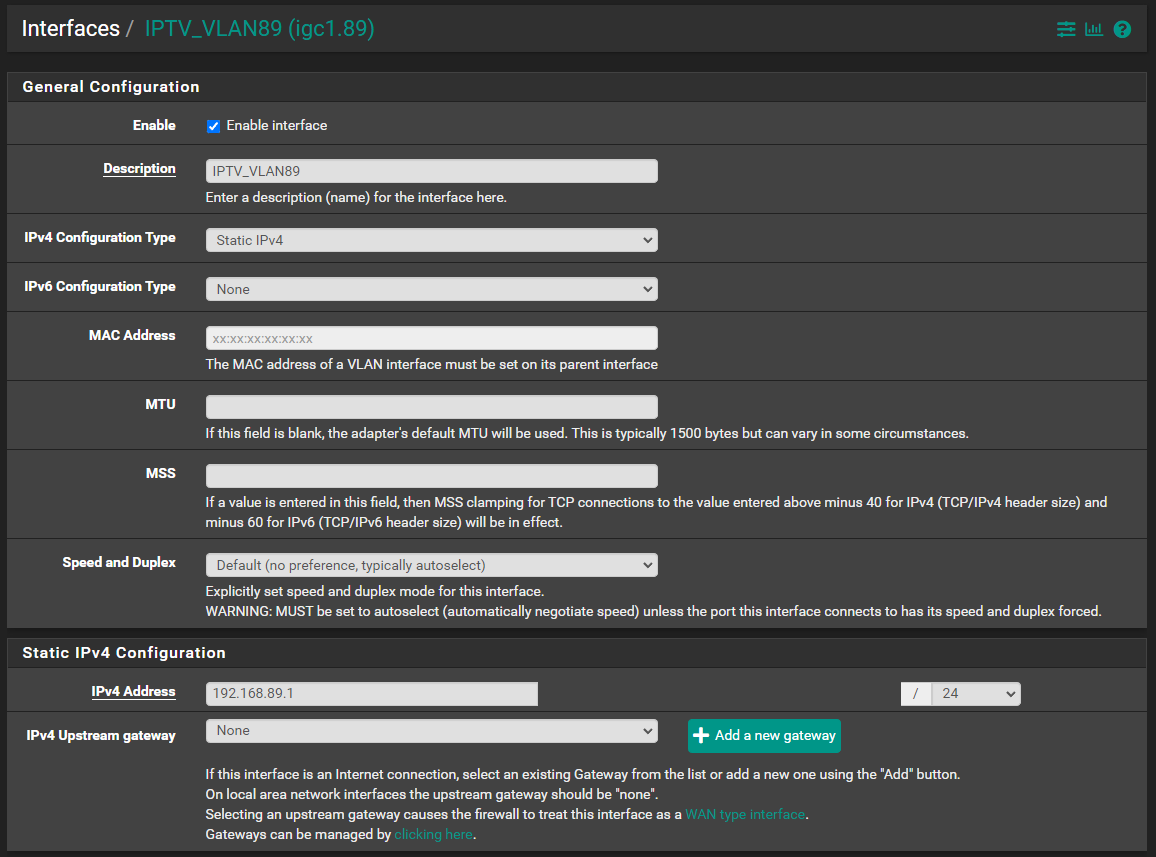 Interfaces / IPTV_VLAN89 (igc1.89)
General Configuration
Enable
Enable interface
Description
IPTV_VLAN89
Enter a description (name) for the interface here.
IPv4 Configuration Type
Static IPv4
IPv6 Configuration Type
None
MAC Address
xx:xx:xx:xx:xx:xx
The MAC address of a VLAN interface must be set on its parent interface
MTU
If this field is blank, the adapter's default MTU will be used. This is typically 1500 bytes but can vary in some circumstances.
MSS
If a value is entered in this field, then MSS clamping for TCP connections to the value entered above minus 40 for IPv4 (TCP/IPv4 header size) and
minus 60 for IPv6 (TCP/IPv6 header size) will be in effect.
Speed and Duplex
Default (no preference, typically autoselect)
Explicitly set speed and duplex mode for this interface.
WARNING: MUST be set to autoselect (automatically negotiate speed) unless the port this interface connects to has its speed and duplex forced.
Static IPv4 Configuration
IPv4 Address
192.168.89.1
/ 24
IPv4 Upstream gateway
None
Add a new gateway
If this interface is an Internet connection, select an existing Gateway from the list or add a new one using the "Add" button.
On local area network interfaces the upstream gateway should be "none".
Selecting an upstream gateway causes the firewall to treat this interface as a WAN type interface.
Gateways can be managed by clicking here.